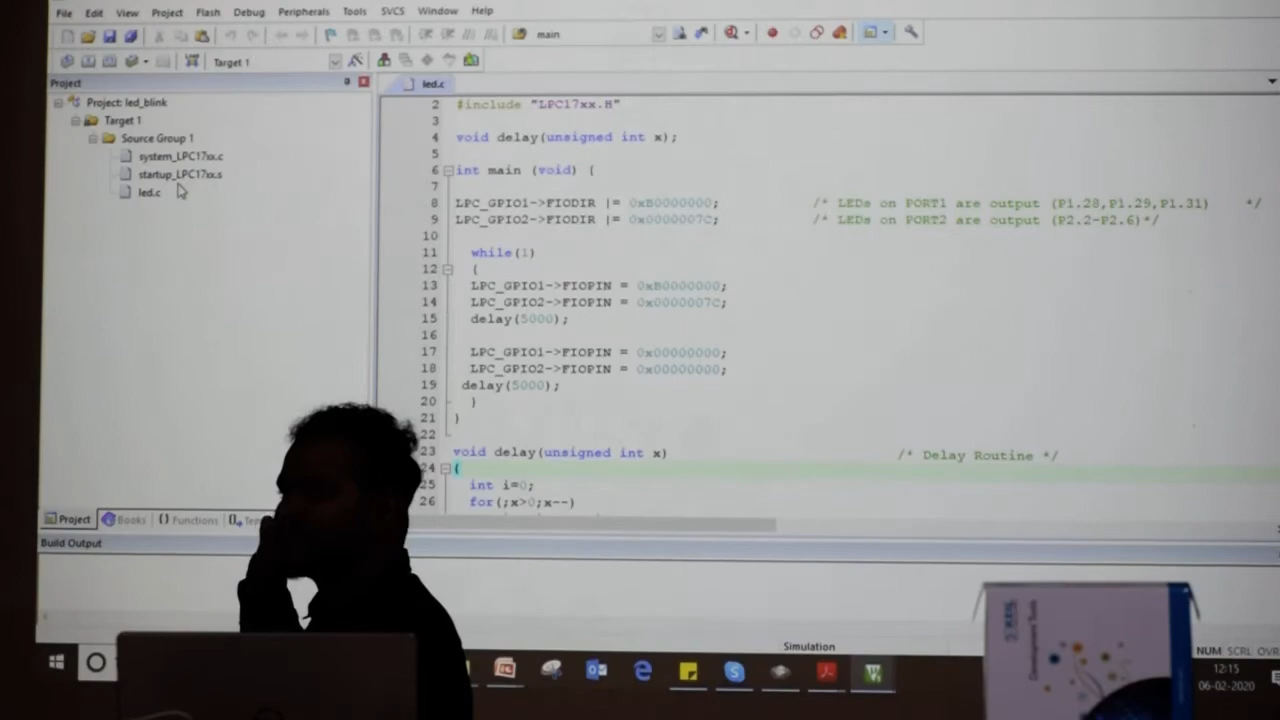 File Edit View Project Flash Debug Peripherals Tools SVCS Window Help
main
Target 1
Project
led.c
Project: led_blink
Target 1
Source Group 1
system_LPC17xx.c
startup_LPC17xx.s
led.c
2 #include "LPC17xx.H"
3
4 void delay(unsigned int x);
5
6 int main (void) {
7
8 LPC_GPIO1->FIODIR |= 0xB0000000; /* LEDs on PORT1 are output (P1.28,P1.29,P1.31) */
9 LPC_GPIO2->FIODIR |= 0x0000007C; /* LEDs on PORT2 are output (P2.2-P2.6)*/
10
11 while(1)
12 {
13 LPC_GPIO1->FIOPIN = 0xB0000000;
14 LPC_GPIO2->FIOPIN = 0x0000007C;
15 delay(5000);
16
17 LPC_GPIO1->FIOPIN = 0x00000000;
18 LPC_GPIO2->FIOPIN = 0x00000000;
19 delay(5000);
20 }
21 }
22
23 void delay(unsigned int x) /* Delay Routine */
24 {
25 int i=0;
26 for(;x>0;x--)
Project Books {} Functions
Build Output
Simulation
NUM SCRL OVR
12:15
06-02-2020
KEIL
Development Tools